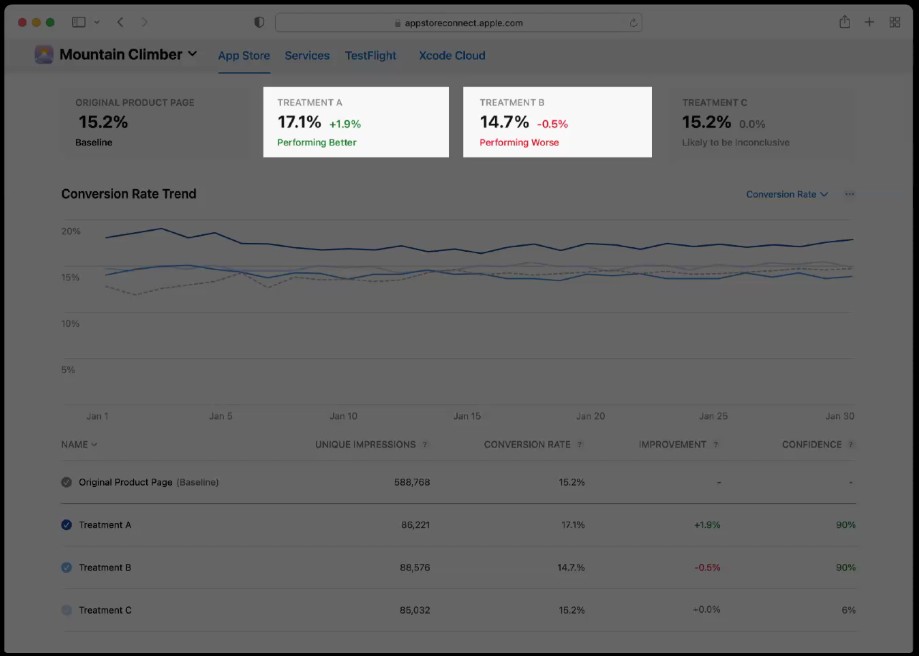 appstoreconnect.apple.com
Mountain Climber
App Store Services TestFlight Xcode Cloud
ORIGINAL PRODUCT PAGE
15.2%
Baseline
TREATMENT A
17.1% +1.9%
Performing Better
TREATMENT B
14.7% -0.5%
Performing Worse
TREATMENT C
15.2% 0.0%
Likely to be Inconclusive
Conversion Rate Trend
Conversion Rate
20%
15%
10%
5%
Jan 1 Jan 5 Jan 10 Jan 15 Jan 20 Jan 25 Jan 30
NAME UNIQUE IMPRESSIONS ? CONVERSION RATE ? IMPROVEMENT ? CONFIDENCE ?
Original Product Page (Baseline) 588,768 15.2% - -
Treatment A 86,221 17.1% +1.9% 90%
Treatment B 88,576 14.7.% -0.5% 90%
Treatment C 85,032 15.2% ~0.0% 6%